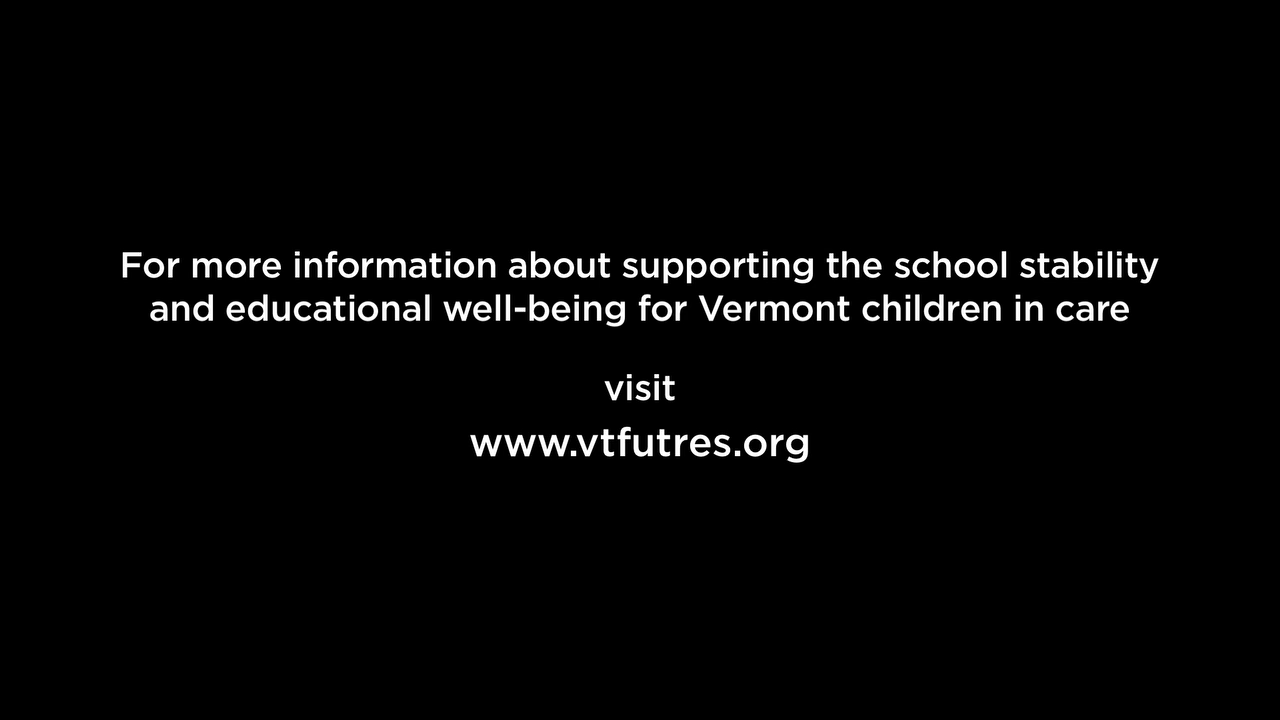 For more information about supporting the school stability
and educational well-being for Vermont children in care
visit
www.vtfutres.org